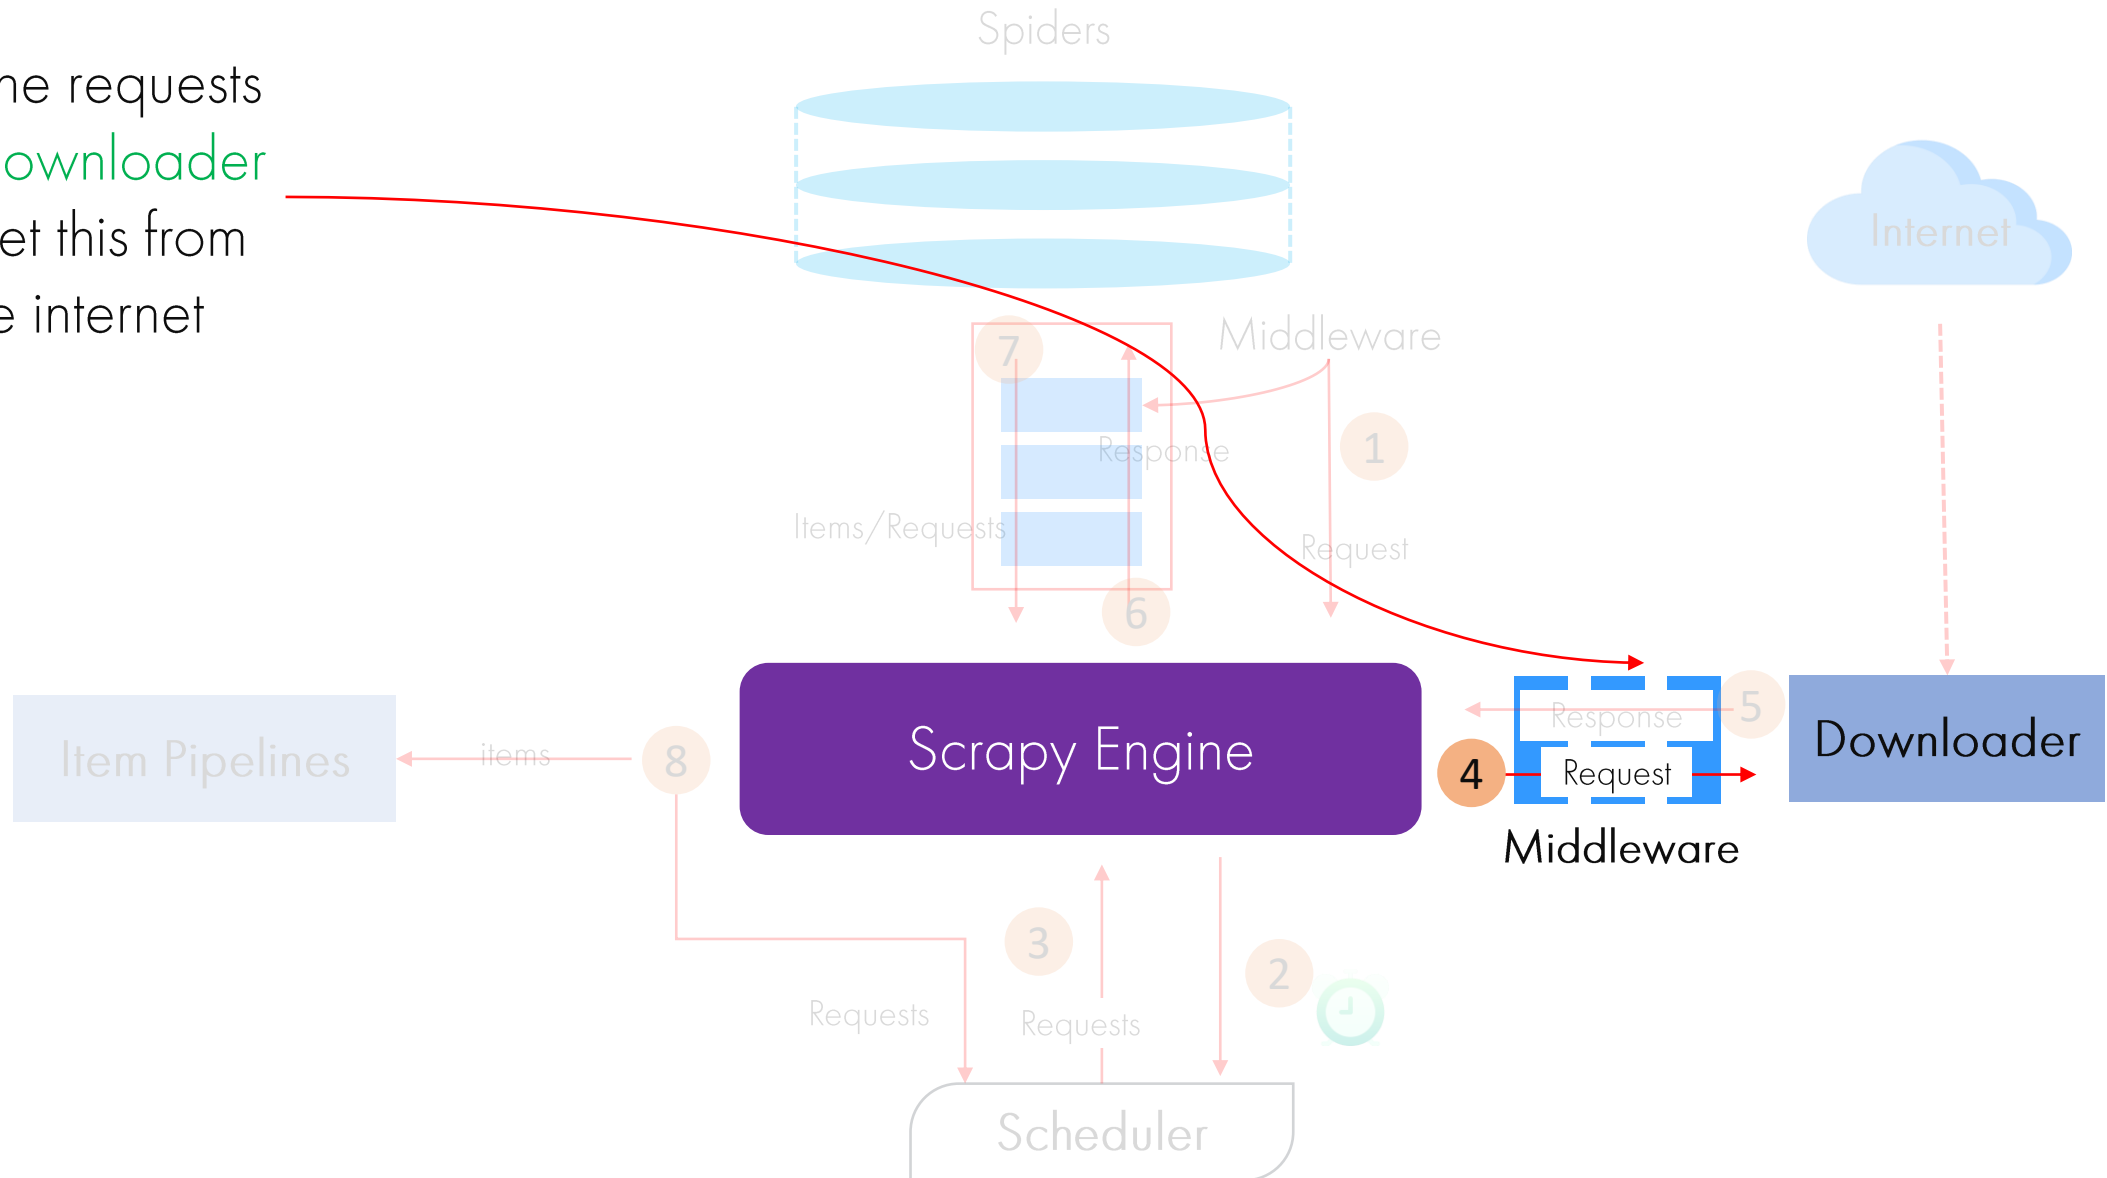 Spiders
he requests
ownloader
et this from
e internet
Internet
7
Middleware
1
Response
Items/Requests
Request
6
Scrapy Engine
Item Pipelines
items
8
Response
5
Downloader
4
Request
Middleware
3
2
Requests
Requests
Scheduler